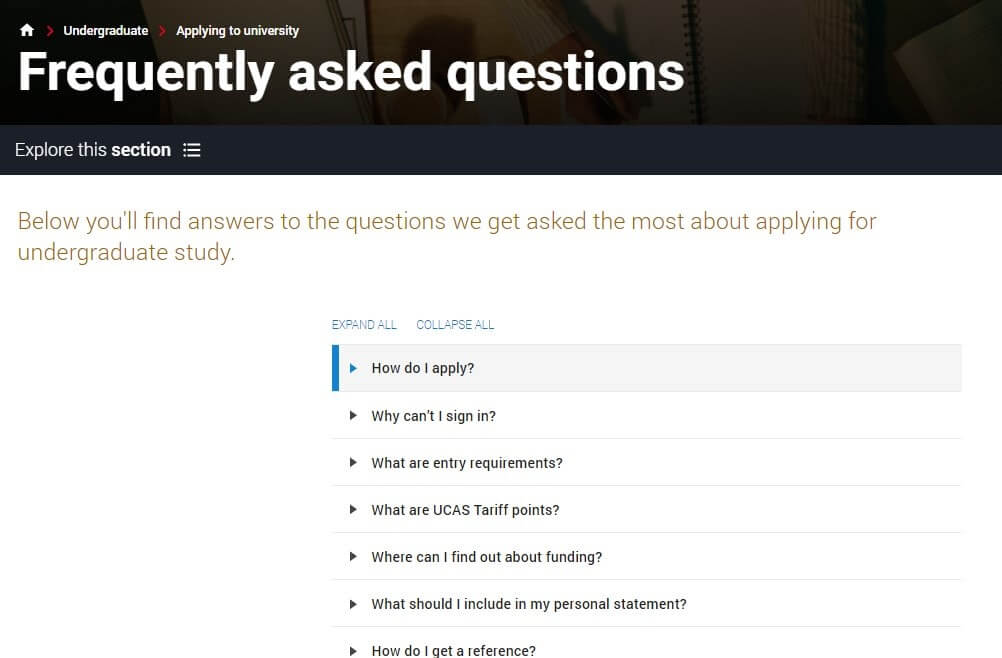 Undergraduate Applying to university
Frequently asked questions
Explore this section
Below you'll find answers to the questions we get asked the most about applying for
undergraduate study.
EXPAND ALL COLLAPSE ALL
How do I apply?
Why can't I sign in?
What are entry requirements?
What are UCAS Tariff points?
Where can I find out about funding?
What should I include in my personal statement?
How do I get a reference?